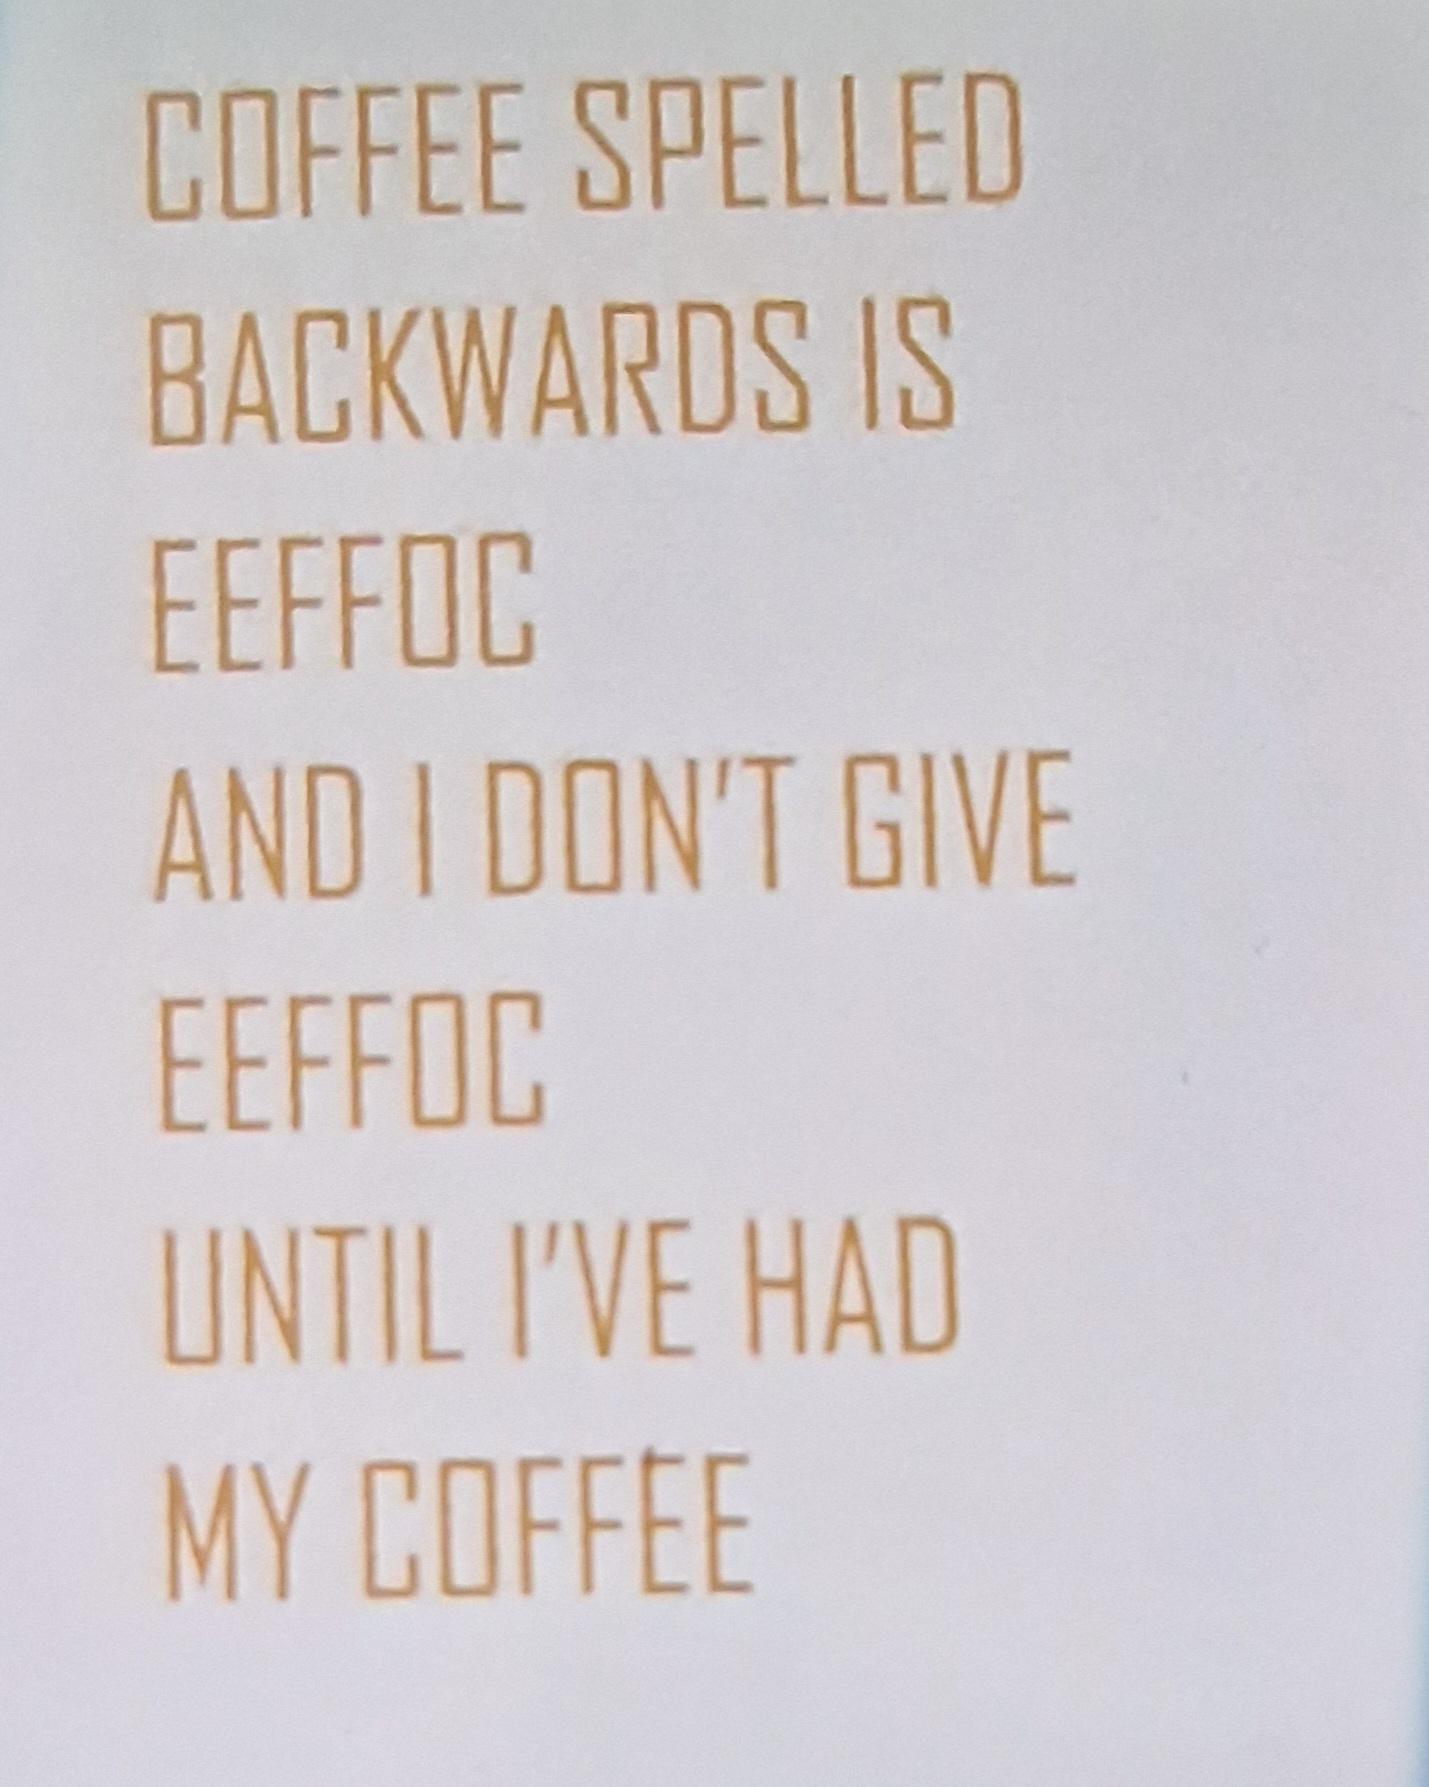 COFFEE SPELLED
BACKWARDS IS
EEFFOC
AND I DON'T GIVE
EEFFOC
UNTIL I'VE HAD
MY COFFEE